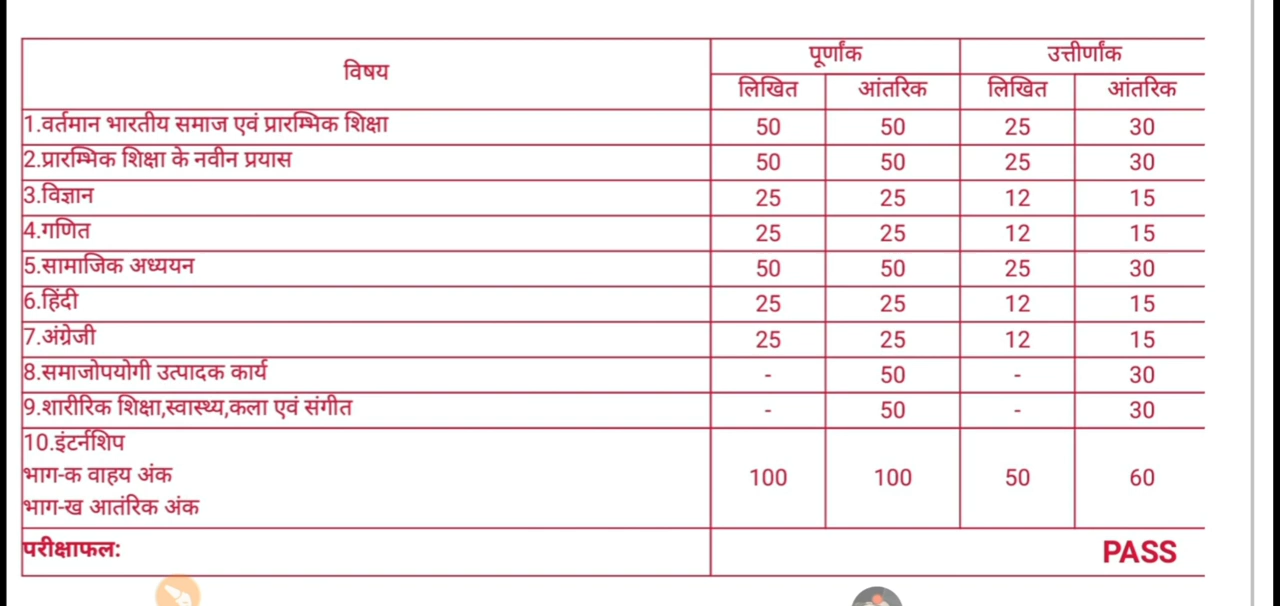 विषय पूर्णांक उत्तीर्णांक
लिखित आंतरिक लिखित आंतरिक
1.वर्तमान भारतीय समाज एवं प्रारम्भिक शिक्षा 50 50 25 30
2.प्रारम्भिक शिक्षा के नवीन प्रयास 50 50 25 30
3.विज्ञान 25 25 12 15
4.गणित 25 25 12 15
5.सामाजिक अध्ययन 50 50 25 30
6.हिंदी 25 25 12 15
7.अंग्रेजी 25 25 12 15
8.समाजोपयोगी उत्पादक कार्य - 50 - 30
9.शारीरिक शिक्षा,स्वास्थ्य,कला एवं संगीत - 50 - 30
10.इंटर्नशिप
भाग-क वाहय अंक 100 100 50 60
भाग-ख आतंरिक अंक
परीक्षाफल: PASS